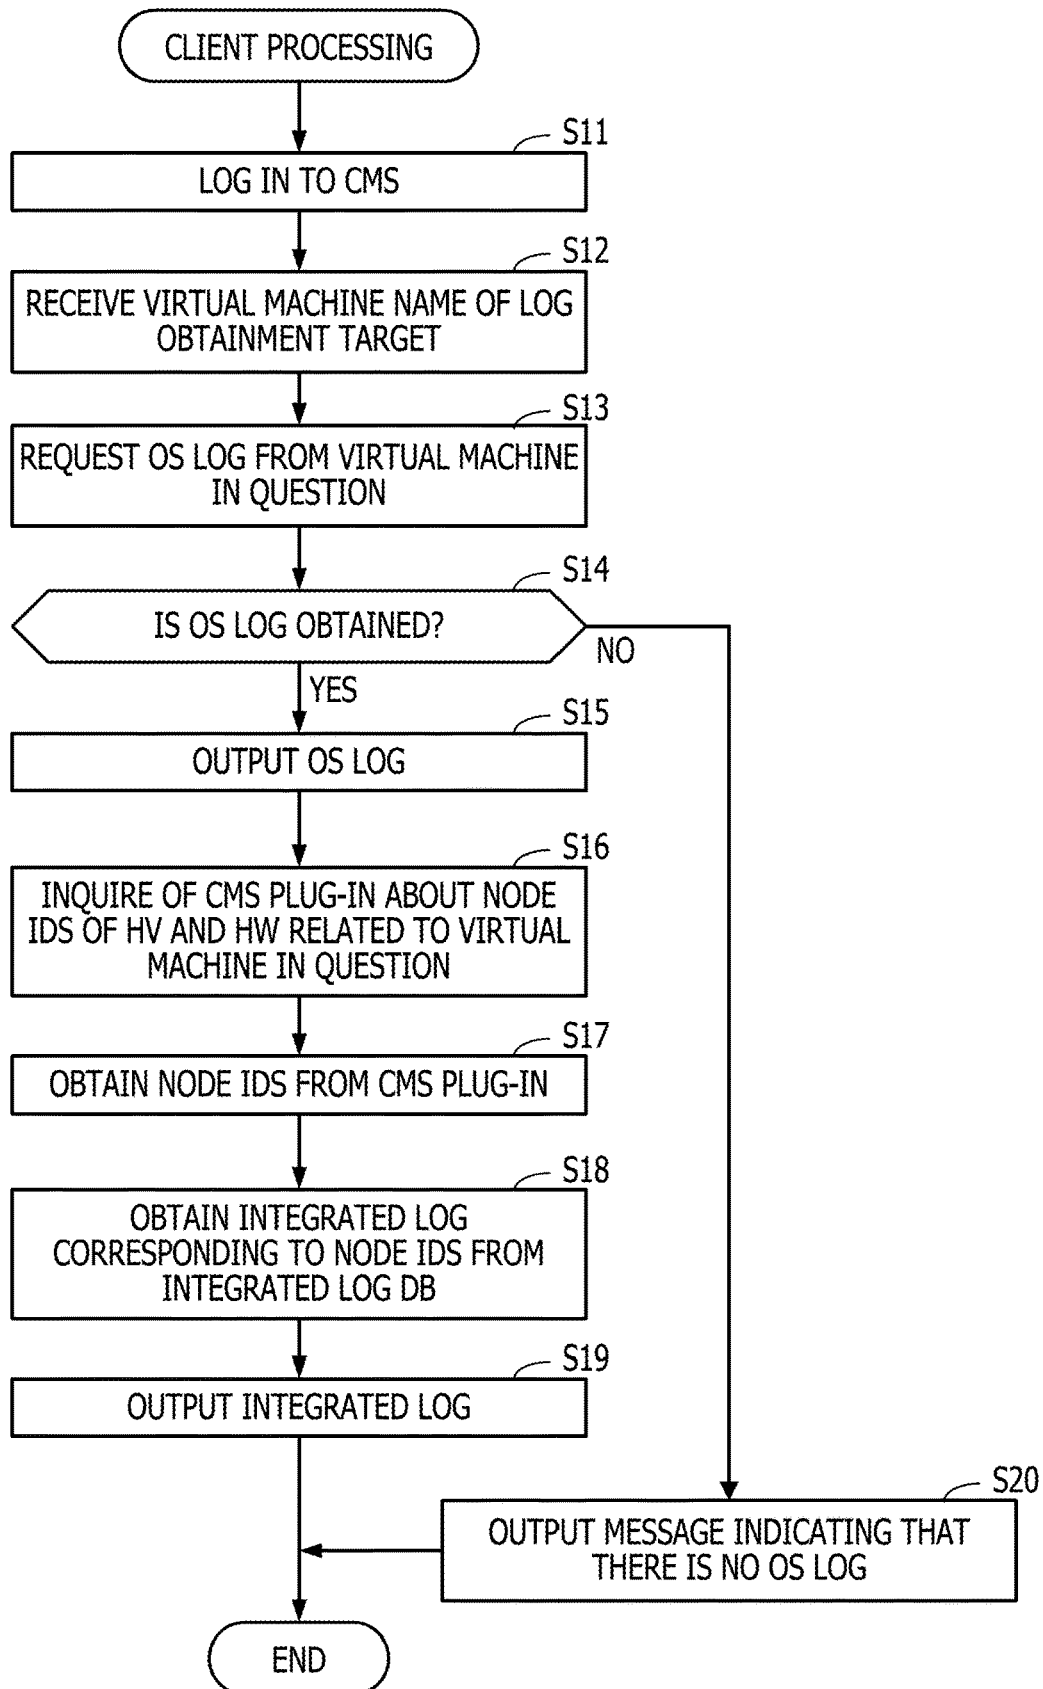 CLIENT PROCESSING
S11
LOG IN TO CMS
S12
RECEIVE VIRTUAL MACHINE NAME OF LOG
OBTAINMENT TARGET
S13
REQUEST OS LOG FROM VIRTUAL MACHINE
IN QUESTION
S14
IS OS LOG OBTAINED?
NO
YES
S15
OUTPUT OS LOG
S16
INQUIRE OF CMS PLUG-IN ABOUT NODE
IDS OF HV AND HW RELATED TO VIRTUAL
MACHINE IN QUESTION
S17
OBTAIN NODE IDS FROM CMS PLUG-IN
S18
OBTAIN INTEGRATED LOG
CORRESPONDING TO NODE IDS FROM
INTEGRATED LOG DB
S19
OUTPUT INTEGRATED LOG
S20
OUTPUT MESSAGE INDICATING THAT
THERE IS NO OS LOG
END